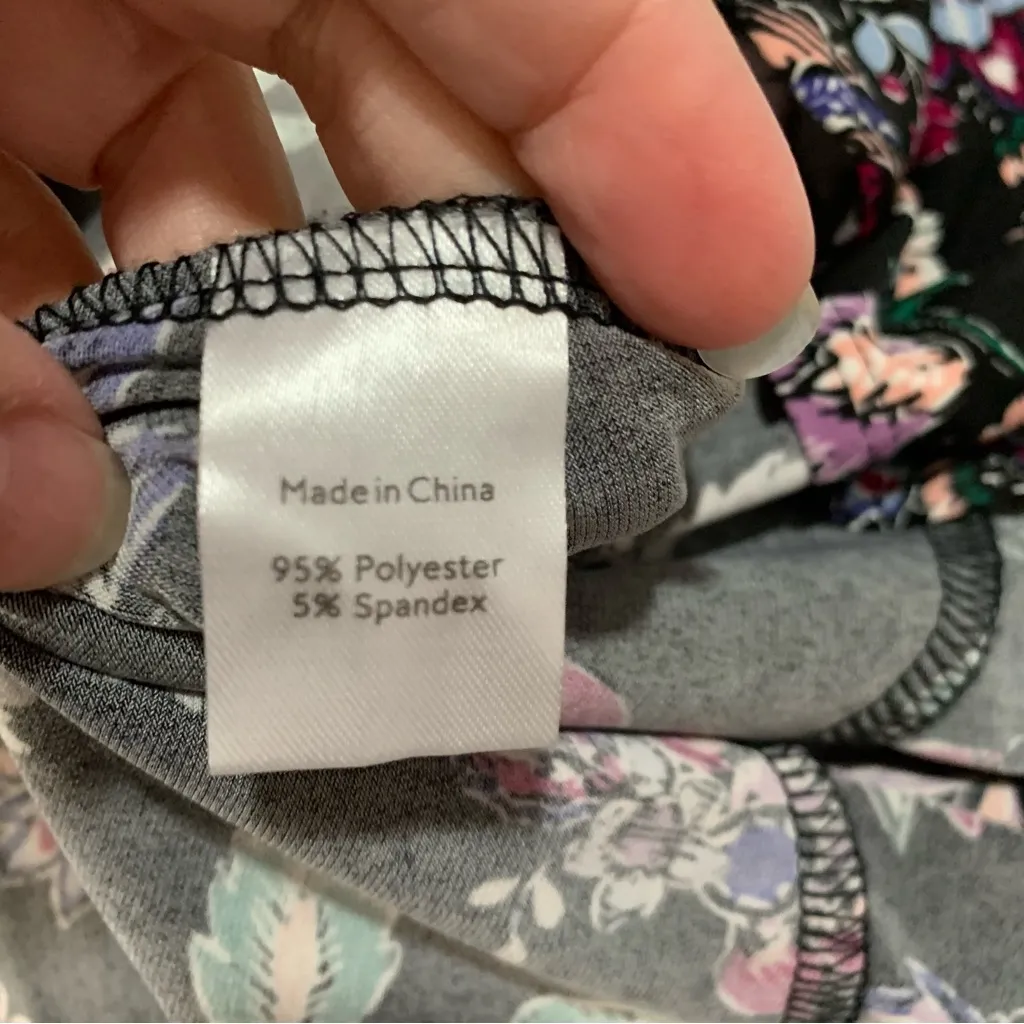 Made in China
95% Polyester
5% Spandex